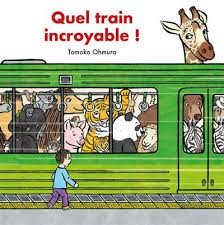 Quel train
incroyable !
Tomoko Ohmura